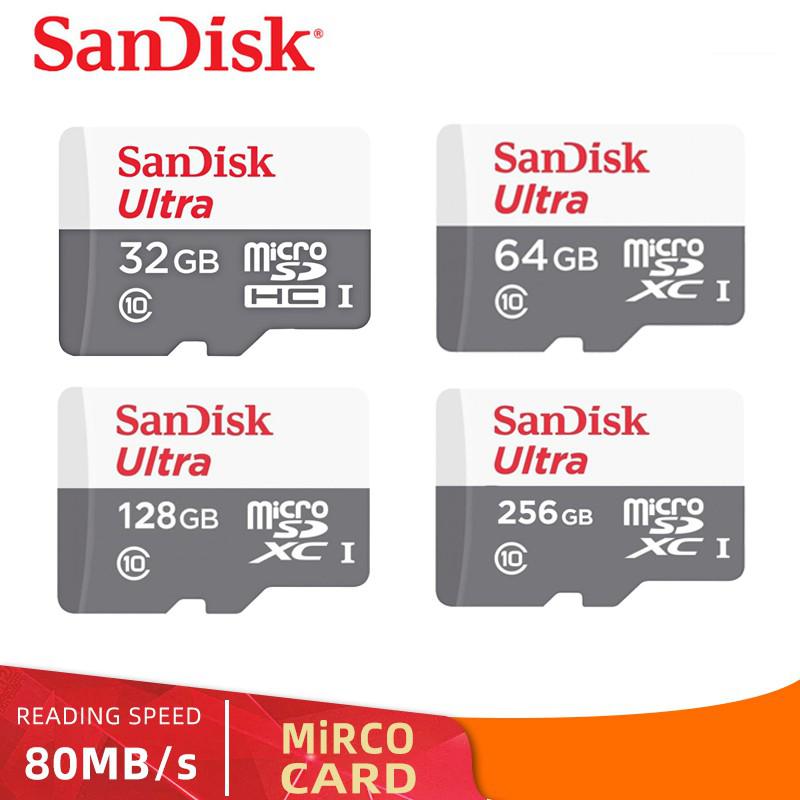 SanDisk®
SanDisk
Ultra
32GB
micro
SD
HC I
10
SanDisk
Ultra
64GB
micro
SD
XC I
10
SanDisk
Ultra
128GB
micro
SD
XC I
10
SanDisk
Ultra
256GB
micro
SD
XC I
10
READING SPEED
80MB/s
MiRCO
CARD